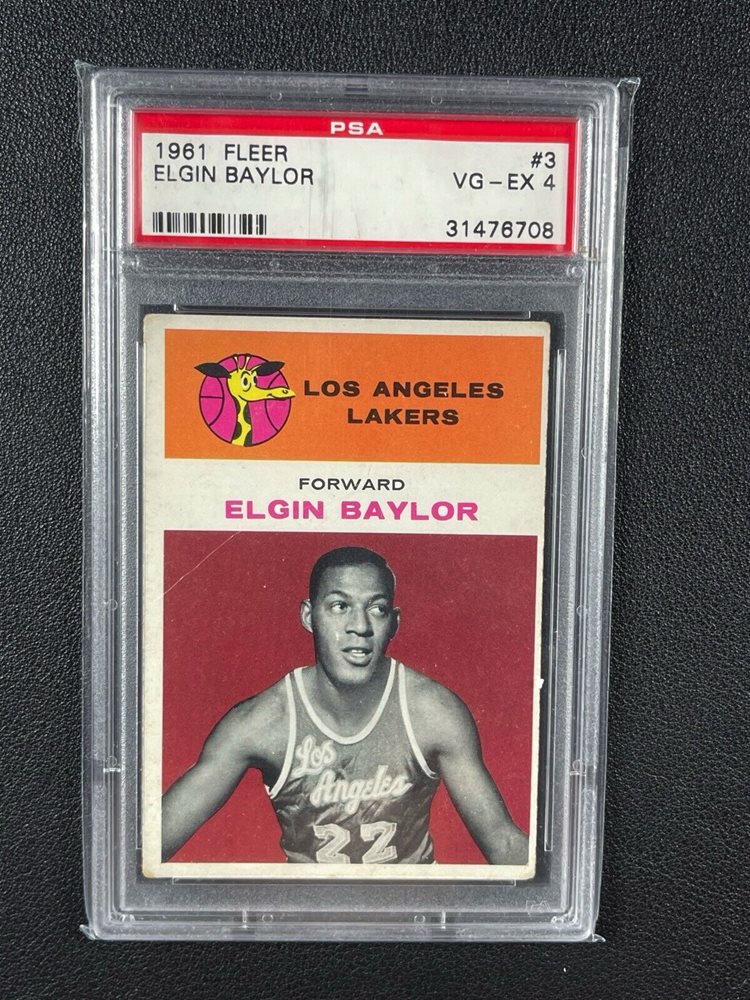 PSA
1961 FLEER #3
ELGIN BAYLOR VG-EX 4
31476708
LOS ANGELES
LAKERS
FORWARD
ELGIN BAYLOR
Los
Angeles
22